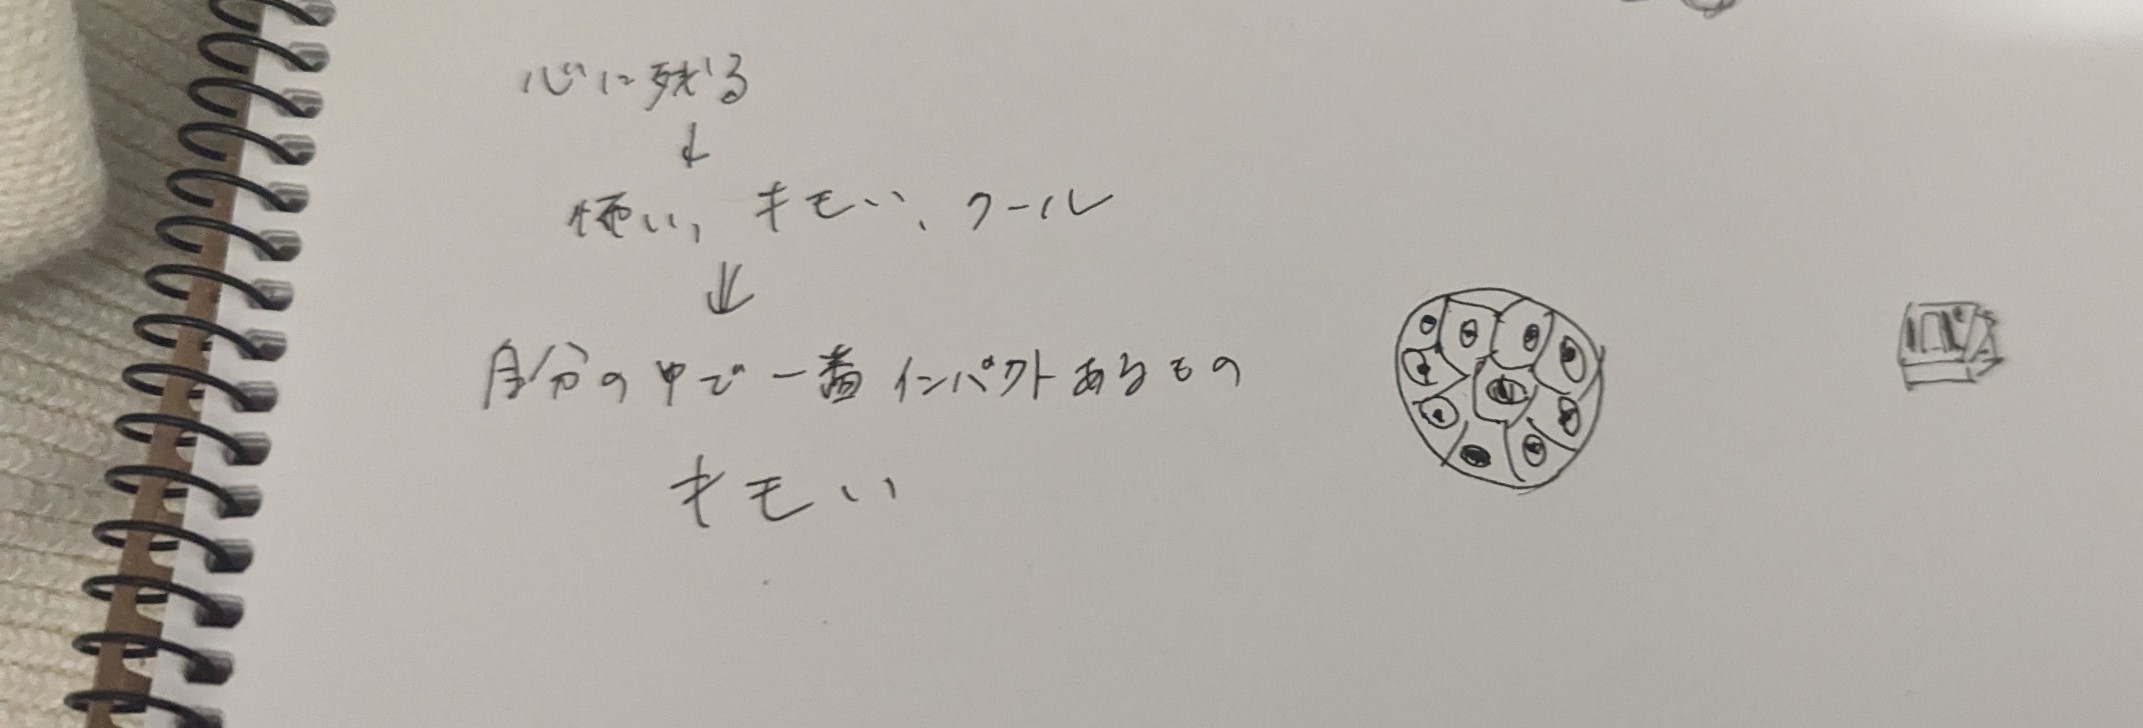 心に残る
怖い, キモい、クール
自分の中で一番インパクトあるもの
キモい